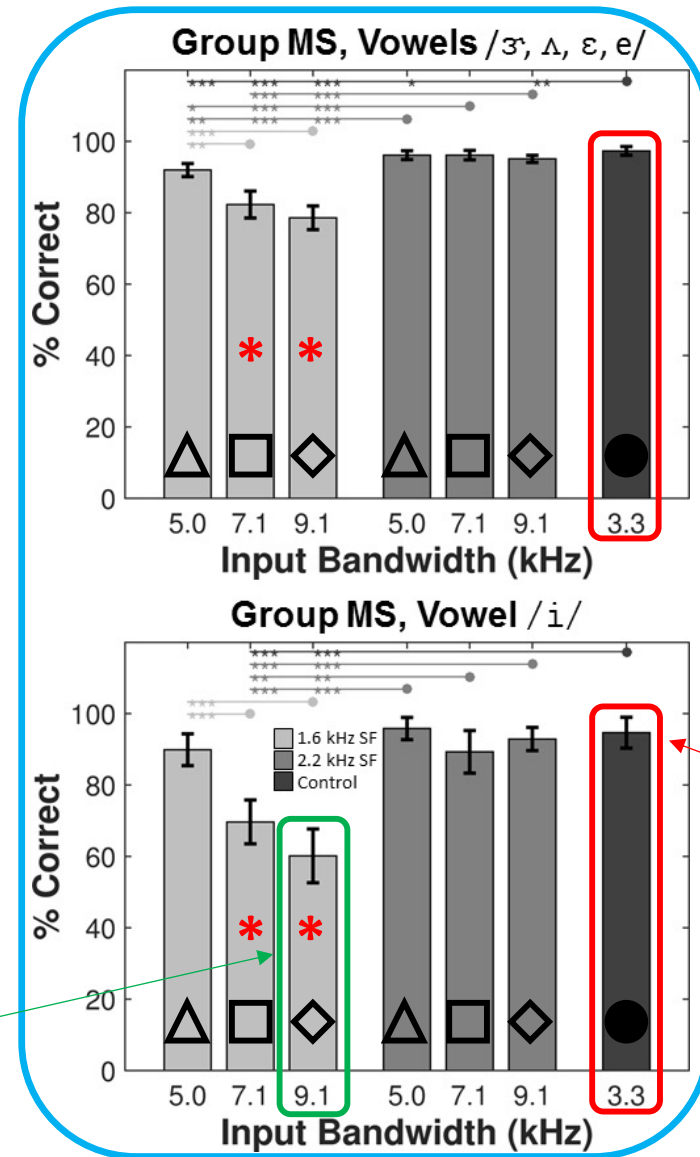 Group MS, Vowels /ɝ, ʌ, ɛ, e/
*** *** *** * **
*** *** **
* *** ***
** *** ***
***
**
100
80
60
40
20
0
% Correct
* *
5.0 7.1 9.1 5.0 7.1 9.1 3.3
Input Bandwidth (kHz)
Group MS, Vowel /i/
*** ***
*** ***
** **
*** ***
***
***
100
80
60
40
20
0
% Correct
1.6 kHz SF
2.2 kHz SF
Control
* *
5.0 7.1 9.1 5.0 7.1 9.1 3.3
Input Bandwidth (kHz)